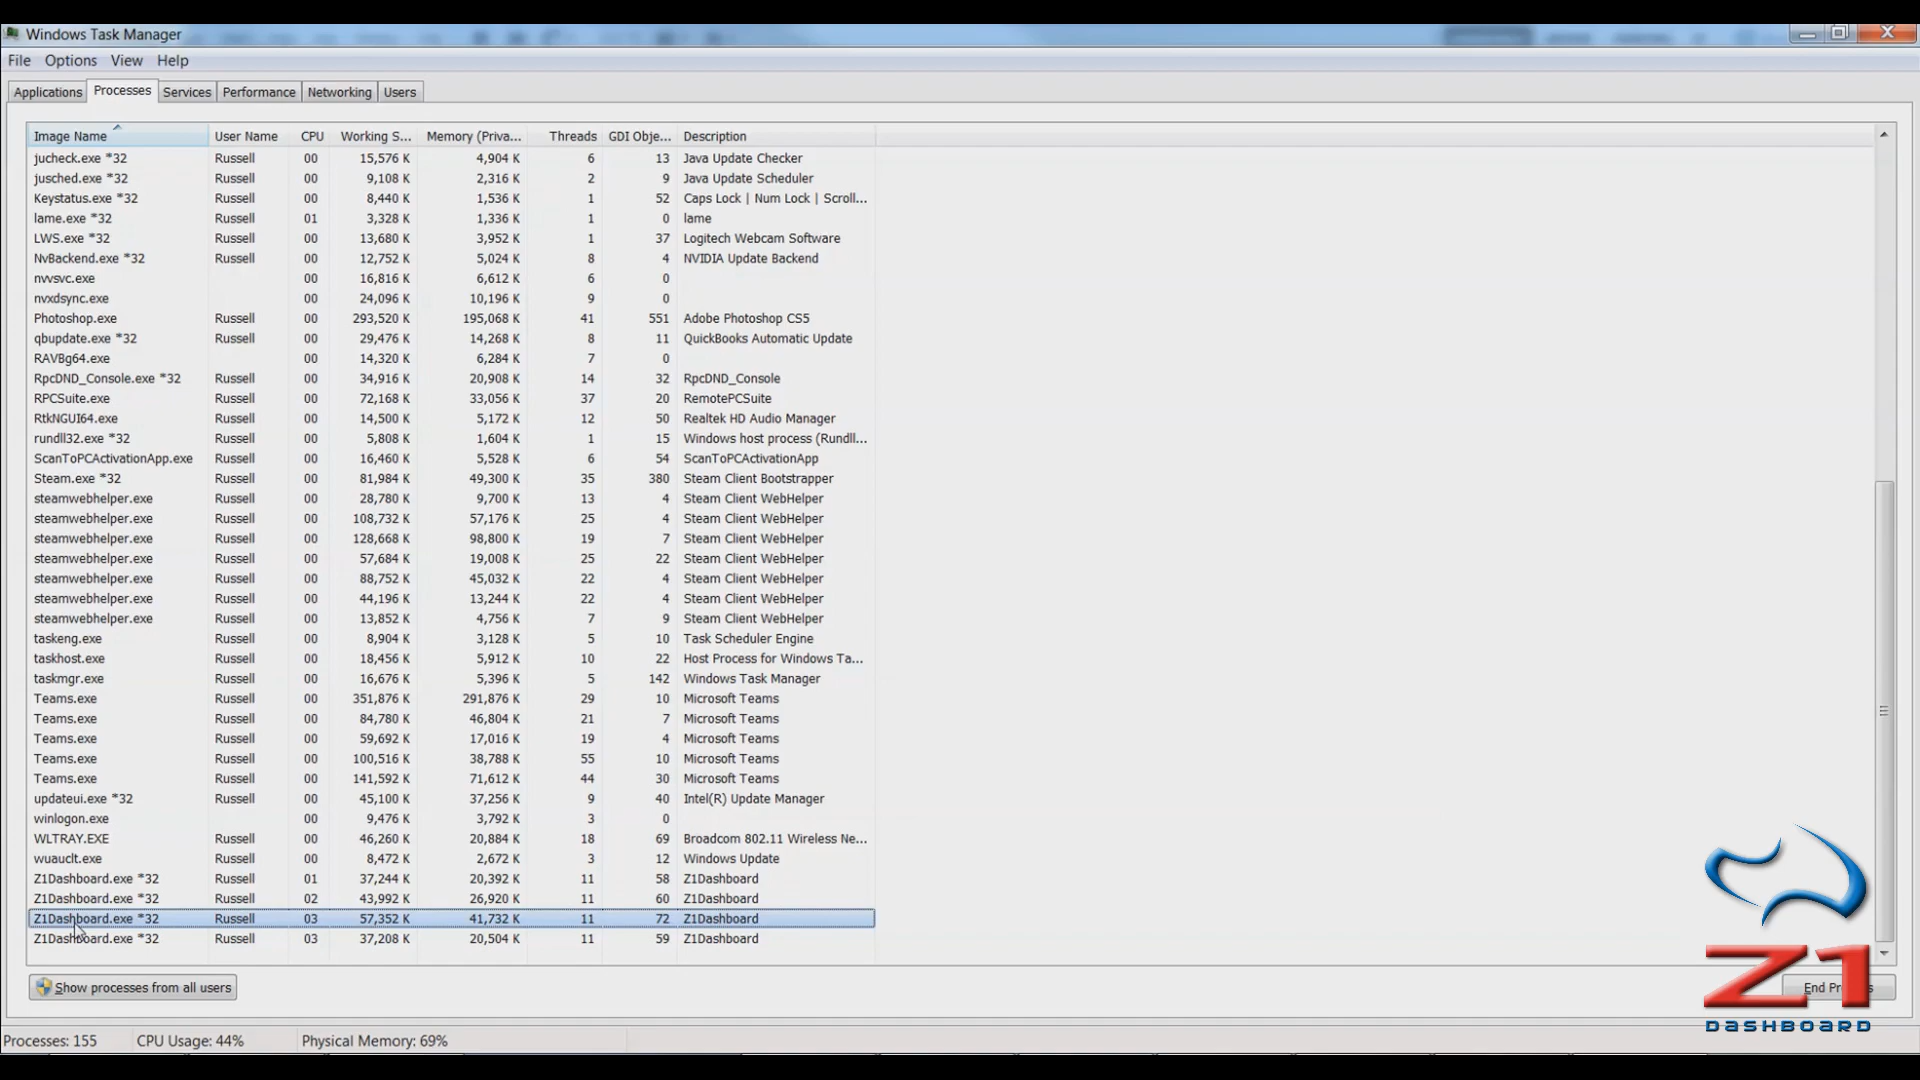 Windows Task Manager
File Options View Help
Applications Processes Services Performance Networking Users
Image Name User Name CPU Working S... Memory (Priva... Threads GDI Obje... Description
jucheck.exe *32 Russell 00 15,576 K 4,904 K 6 13 Java Update Checker
jusched.exe *32 Russell 00 9,108 K 2,316 K 2 9 Java Update Scheduler
Keystatus.exe *32 Russell 00 8,440 K 1,536 K 1 52 Caps Lock | Num Lock | Scroll...
lame.exe *32 Russell 01 3,328 K 1,336 K 1 0 lame
LWS.exe *32 Russell 00 13,680 K 3,952 K 1 37 Logitech Webcam Software
NvBackend.exe *32 Russell 00 12,752 K 5,024 K 8 4 NVIDIA Update Backend
nvvsvc.exe 00 16,816 K 6,612 K 6 0
nvxdsync.exe 00 24,096 K 10,196 K 9 0
Photoshop.exe Russell 00 293,520 K 195,068 K 41 551 Adobe Photoshop CS5
qbupdate.exe *32 Russell 00 29,476 K 14,268 K 8 11 QuickBooks Automatic Update
RAVBg64.exe 00 14,320 K 6,284 K 7 0
RpcDND_Console.exe *32 Russell 00 34,916 K 20,908 K 14 32 RpcDND_Console
RPCSuite.exe Russell 00 72,168 K 33,056 K 37 20 RemotePCSuite
RtkNGUI64.exe Russell 00 14,500 K 5,172 K 12 50 Realtek HD Audio Manager
rundll32.exe *32 Russell 00 5,808 K 1,604 K 1 15 Windows host process (Rundll...
ScanToPCActivationApp.exe Russell 00 16,460 K 5,528 K 6 54 ScanToPCActivationApp
Steam.exe *32 Russell 00 81,984 K 49,300 K 35 380 Steam Client Bootstrapper
steamwebhelper.exe Russell 00 28,780 K 9,700 K 13 4 Steam Client WebHelper
steamwebhelper.exe Russell 00 108,732 K 57,176 K 25 4 Steam Client WebHelper
steamwebhelper.exe Russell 00 128,668 K 98,800 K 19 7 Steam Client WebHelper
steamwebhelper.exe Russell 00 57,684 K 19,008 K 25 22 Steam Client WebHelper
steamwebhelper.exe Russell 00 88,752 K 45,032 K 22 4 Steam Client WebHelper
steamwebhelper.exe Russell 00 44,196 K 13,244 K 22 4 Steam Client WebHelper
steamwebhelper.exe Russell 00 13,852 K 4,756 K 7 9 Steam Client WebHelper
taskeng.exe Russell 00 8,904 K 3,128 K 5 10 Task Scheduler Engine
taskhost.exe Russell 00 18,456 K 5,912 K 10 22 Host Process for Windows Ta...
taskmgr.exe Russell 00 16,676 K 5,396 K 5 142 Windows Task Manager
Teams.exe Russell 00 351,876 K 291,876 K 29 10 Microsoft Teams
Teams.exe Russell 00 84,780 K 46,804 K 21 7 Microsoft Teams
Teams.exe Russell 00 59,692 K 17,016 K 19 4 Microsoft Teams
Teams.exe Russell 00 100,516 K 38,788 K 55 10 Microsoft Teams
Teams.exe Russell 00 141,592 K 71,612 K 44 30 Microsoft Teams
updateui.exe *32 Russell 00 45,100 K 37,256 K 9 40 Intel(R) Update Manager
winlogon.exe 00 9,476 K 3,792 K 3 0
WLTRAY.EXE Russell 00 46,260 K 20,884 K 18 69 Broadcom 802.11 Wireless Ne...
wuauclt.exe Russell 00 8,472 K 2,672 K 3 12 Windows Update
Z1Dashboard.exe *32 Russell 01 37,244 K 20,392 K 11 58 Z1Dashboard
Z1Dashboard.exe *32 Russell 02 43,992 K 26,920 K 11 60 Z1Dashboard
Z1Dashboard.exe *32 Russell 03 57,352 K 41,732 K 11 72 Z1Dashboard
Z1Dashboard.exe *32 Russell 03 37,208 K 20,504 K 11 59 Z1Dashboard
Show processes from all users
End
Z1
DASHBOARD
Processes: 155 CPU Usage: 44% Physical Memory: 69%